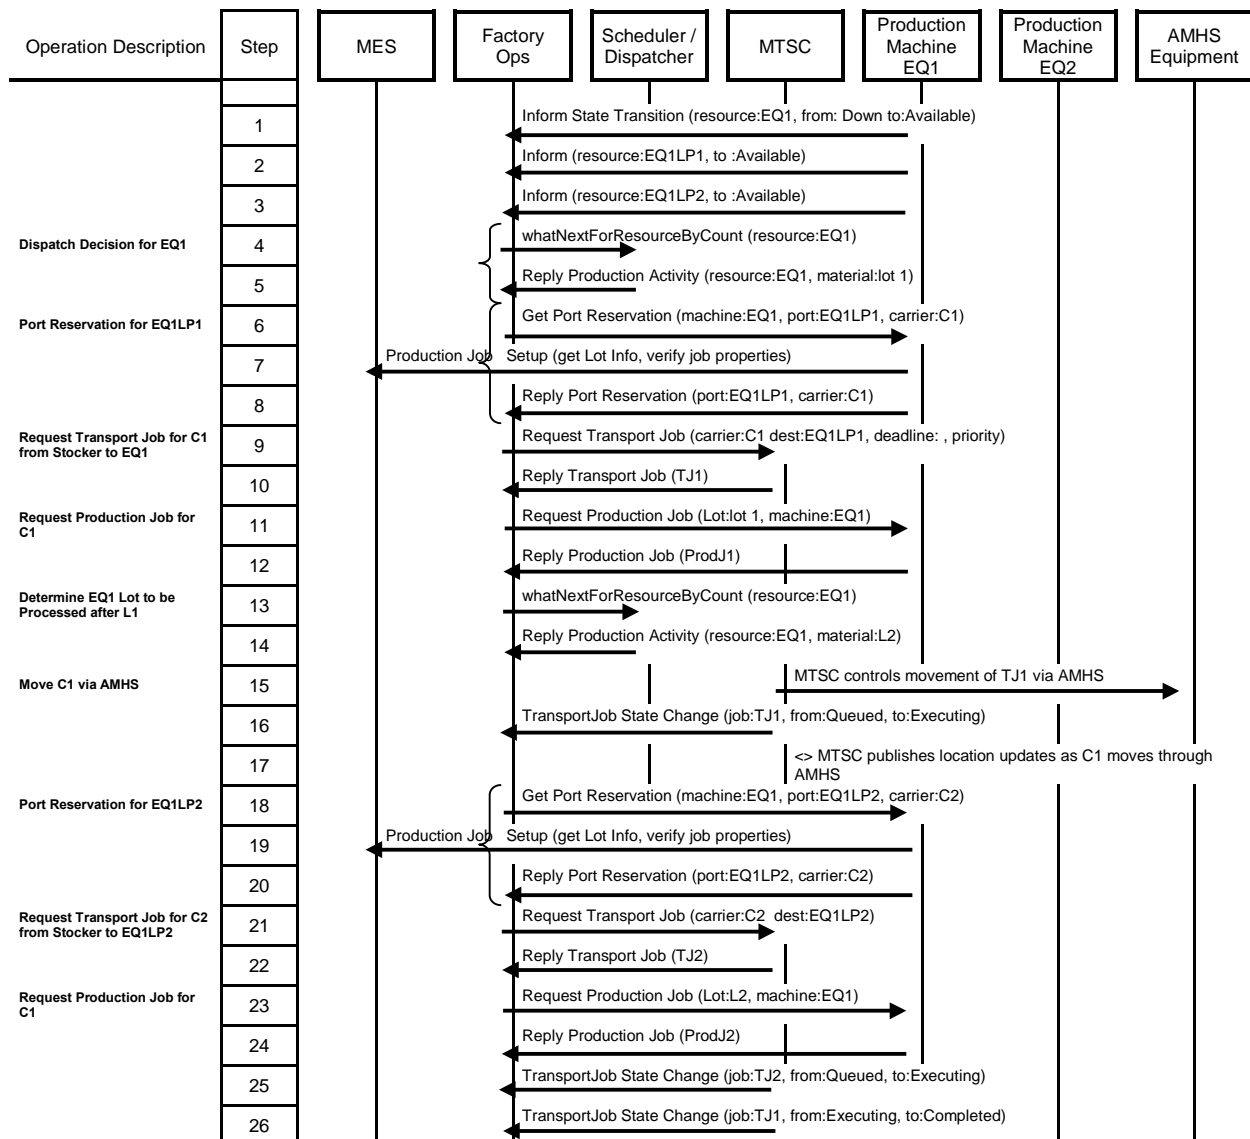 Operation Description
Step
MES
Factory
Ops
Scheduler /
Dispatcher
MTSC
Production
Machine
EQ1
Production
Machine
EQ2
AMHS
Equipment
1
Inform State Transition (resource:EQ1, from: Down to:Available)
2
Inform (resource:EQ1LP1, to :Available)
3
Inform (resource:EQ1LP2, to :Available)
Dispatch Decision for EQ1
4
whatNextForResourceByCount (resource:EQ1)
5
Reply Production Activity (resource:EQ1, material:lot 1)
Port Reservation for EQ1LP1
6
Get Port Reservation (machine:EQ1, port:EQ1LP1, carrier:C1)
7
Production Job Setup (get Lot Info, verify job properties)
8
Reply Port Reservation (port:EQ1LP1, carrier:C1)
Request Transport Job for C1
from Stocker to EQ1
9
Request Transport Job (carrier:C1 dest:EQ1LP1, deadline: , priority)
10
Reply Transport Job (TJ1)
Request Production Job for
C1
11
Request Production Job (Lot:lot 1, machine:EQ1)
12
Reply Production Job (ProdJ1)
Determine EQ1 Lot to be
Processed after L1
13
whatNextForResourceByCount (resource:EQ1)
14
Reply Production Activity (resource:EQ1, material:L2)
Move C1 via AMHS
15
MTSC controls movement of TJ1 via AMHS
16
TransportJob State Change (job:TJ1, from:Queued, to:Executing)
17
<> MTSC publishes location updates as C1 moves through
AMHS
Port Reservation for EQ1LP2
18
Get Port Reservation (machine:EQ1, port:EQ1LP2, carrier:C2)
19
Production Job Setup (get Lot Info, verify job properties)
20
Reply Port Reservation (port:EQ1LP2, carrier:C2)
Request Transport Job for C2
from Stocker to EQ1LP2
21
Request Transport Job (carrier:C2 dest:EQ1LP2)
22
Reply Transport Job (TJ2)
Request Production Job for
C1
23
Request Production Job (Lot:L2, machine:EQ1)
24
Reply Production Job (ProdJ2)
25
TransportJob State Change (job:TJ2, from:Queued, to:Executing)
26
TransportJob State Change (job:TJ1, from:Executing, to:Completed)